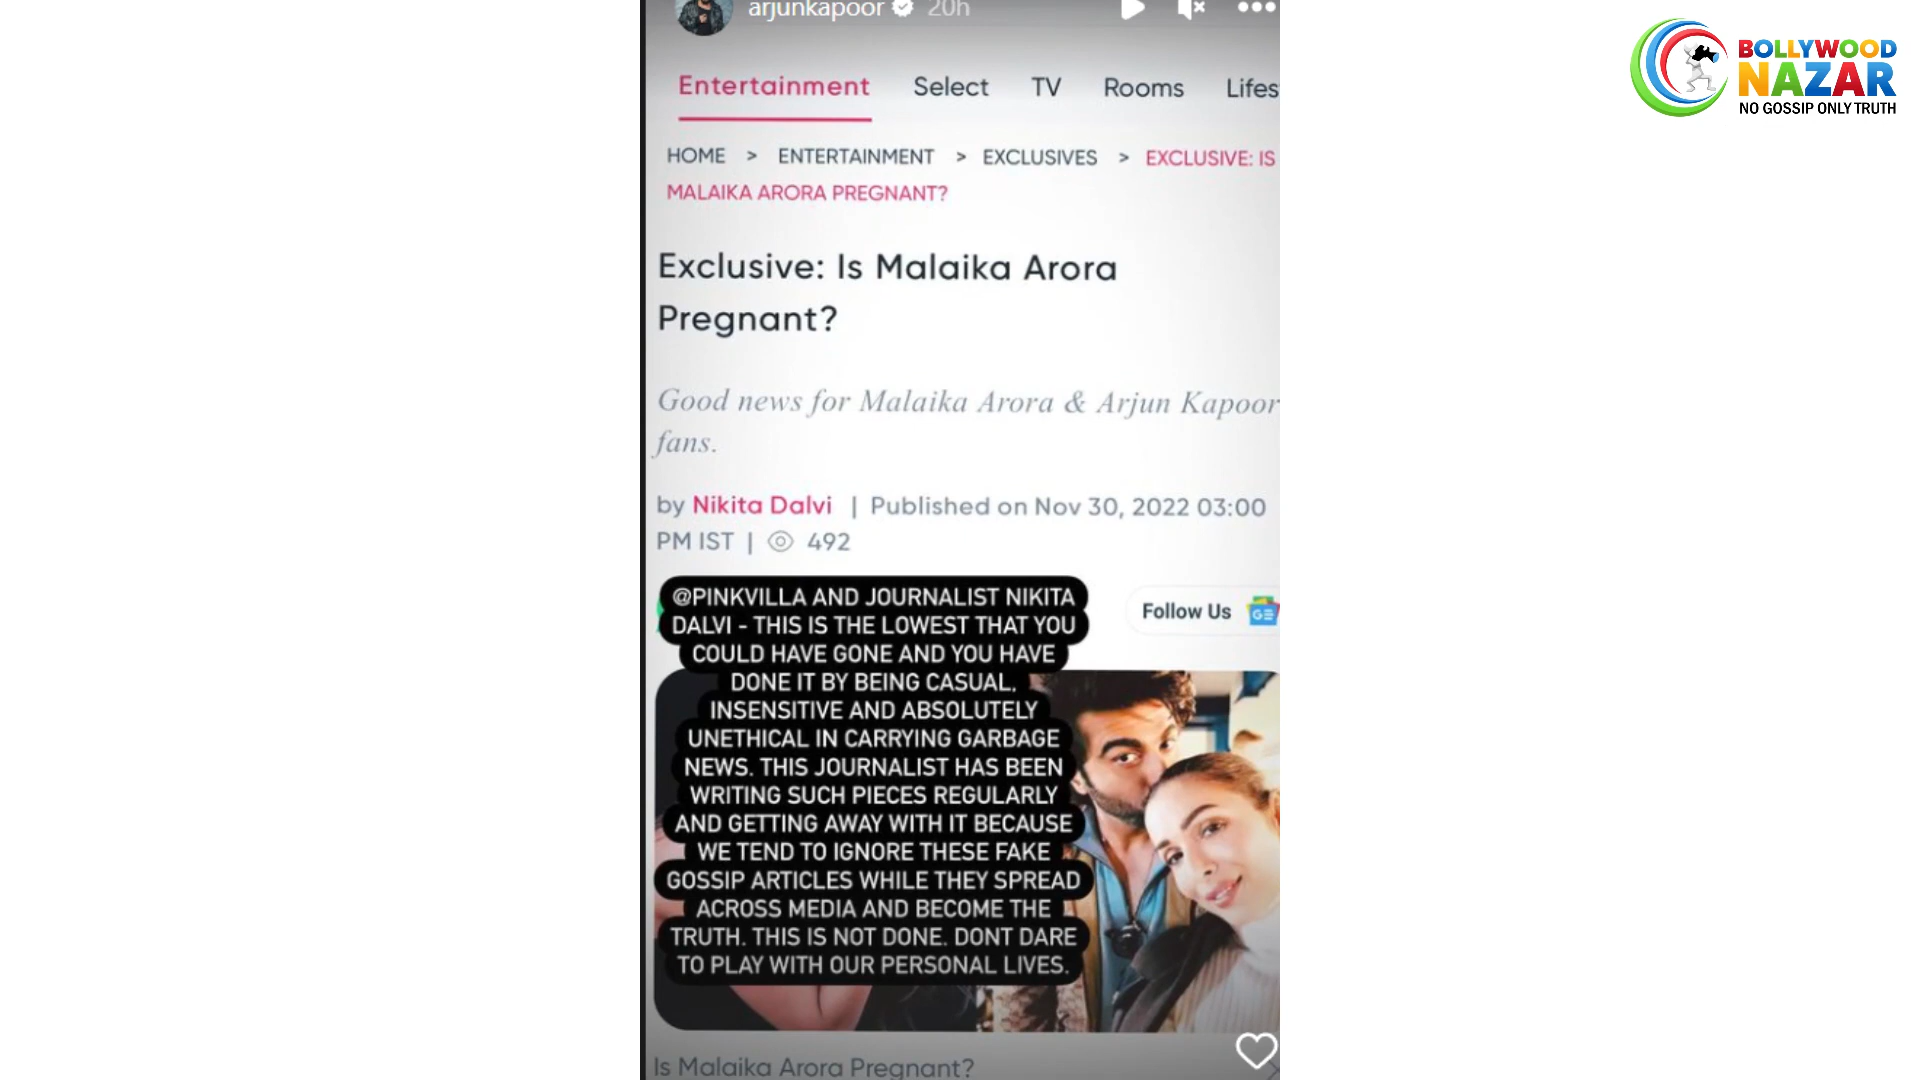 arjunkapoor 20h
BOLLYWOOD
NAZAR
NO GOSSIP ONLY TRUTH
Entertainment Select TV Rooms Lifes
HOME > ENTERTAINMENT > EXCLUSIVES > EXCLUSIVE: IS
MALAIKA ARORA PREGNANT?
Exclusive: Is Malaika Arora
Pregnant?
Good news for Malaika Arora & Arjun Kapoor
fans.
by Nikita Dalvi | Published on Nov 30, 2022 03:00
PM IST | 492
Follow Us GE
@PINKVILLA AND JOURNALIST NIKITA
DALVI - THIS IS THE LOWEST THAT YOU
COULD HAVE GONE AND YOU HAVE
DONE IT BY BEING CASUAL,
INSENSITIVE AND ABSOLUTELY
UNETHICAL IN CARRYING GARBAGE
NEWS. THIS JOURNALIST HAS BEEN
WRITING SUCH PIECES REGULARLY
AND GETTING AWAY WITH IT BECAUSE
WE TEND TO IGNORE THESE FAKE
GOSSIP ARTICLES WHILE THEY SPREAD
ACROSS MEDIA AND BECOME THE
TRUTH. THIS IS NOT DONE. DONT DARE
TO PLAY WITH OUR PERSONAL LIVES.
Is Malaika Arora Pregnant?